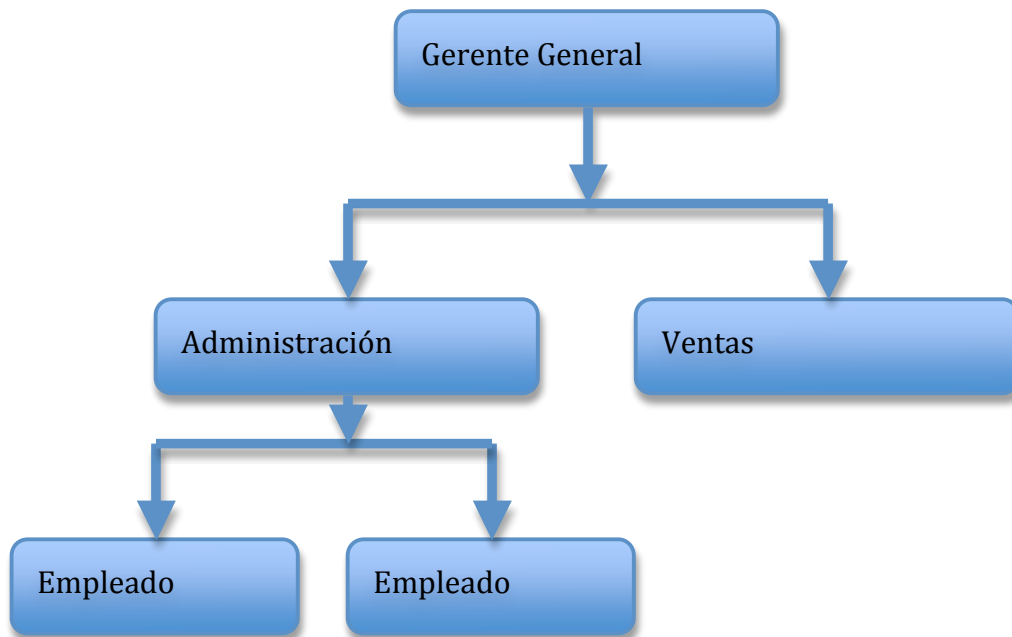 Gerente General
Administración
Ventas
Empleado
Empleado